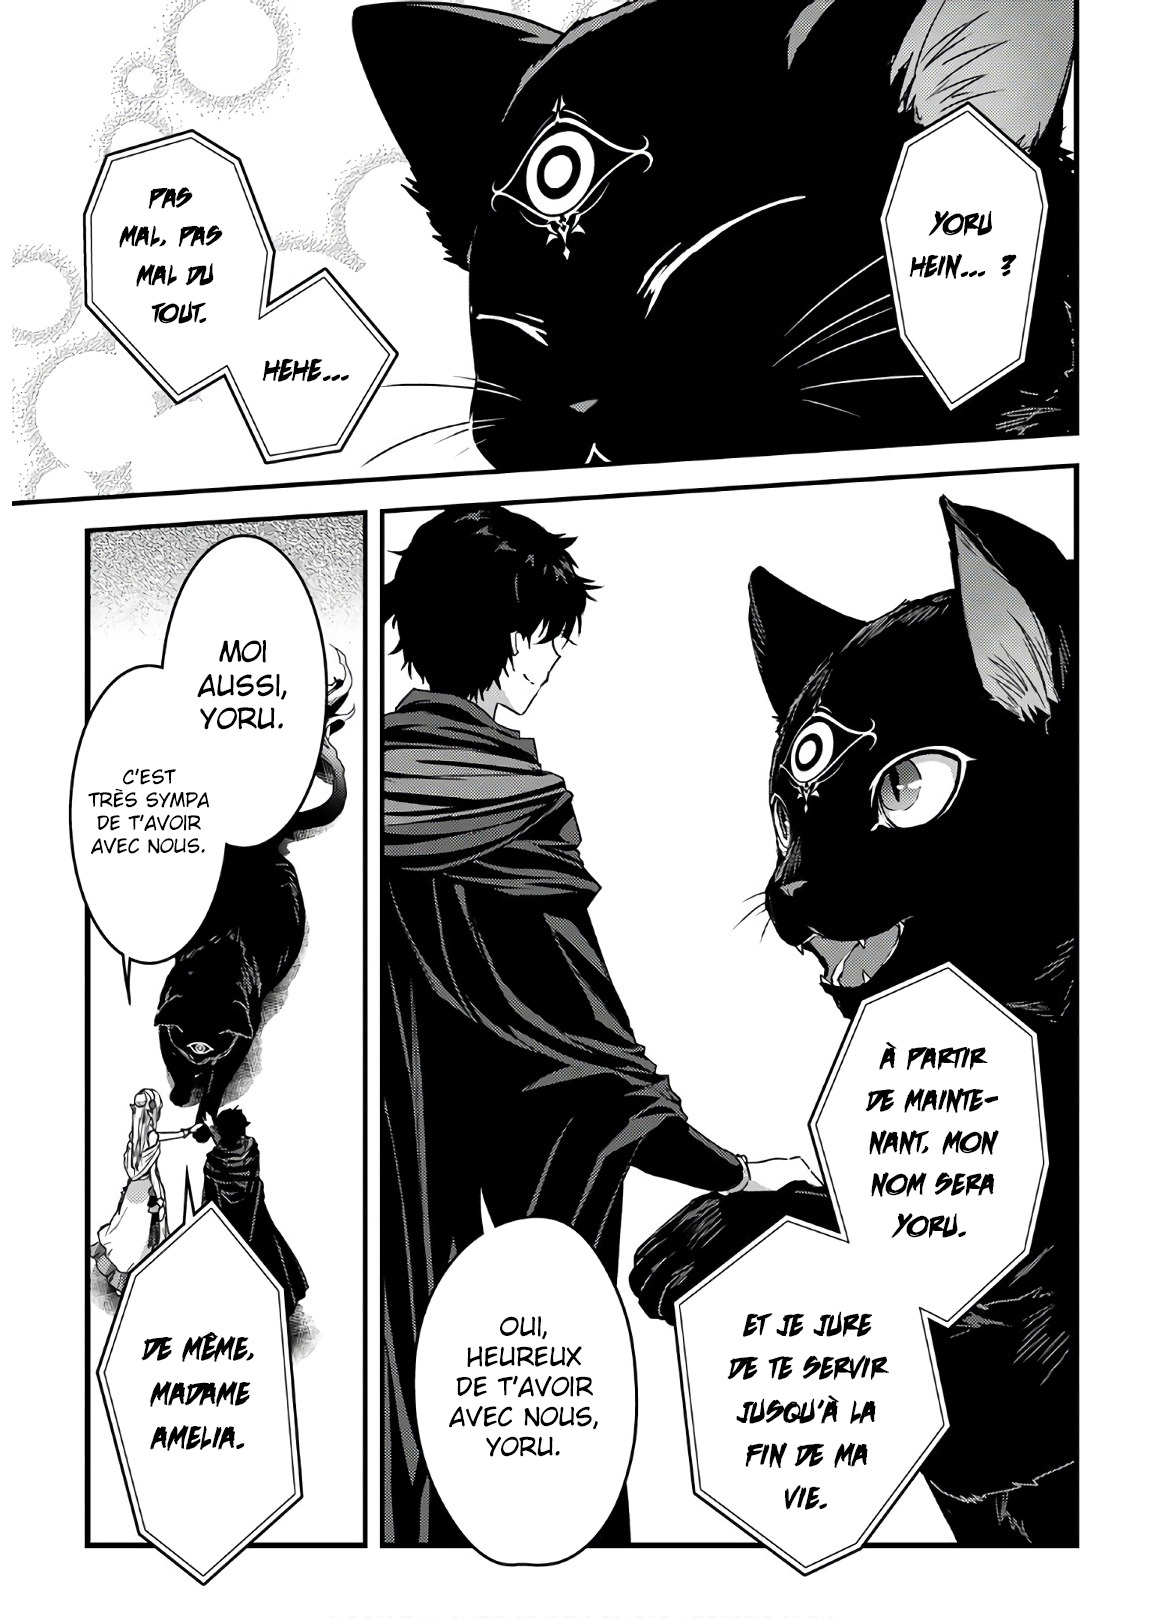 YORU
HEIN... ?
PAS
MAL, PAS
MAL DU
TOUT.
HEHE...
À PARTIR
DE MAINTE-
NANT, MON
NOM SERA
YORU.
ET JE JURE
DE TE SERVIR
JUSQU'À LA
FIN DE MA
VIE.
OUI,
HEUREUX
DE T'AVOIR
AVEC NOUS,
YORU.
MOI
AUSSI,
YORU.
C'EST
TRÈS SYMPA
DE T'AVOIR
AVEC NOUS.
DE MÊME,
MADAME
AMELIA.